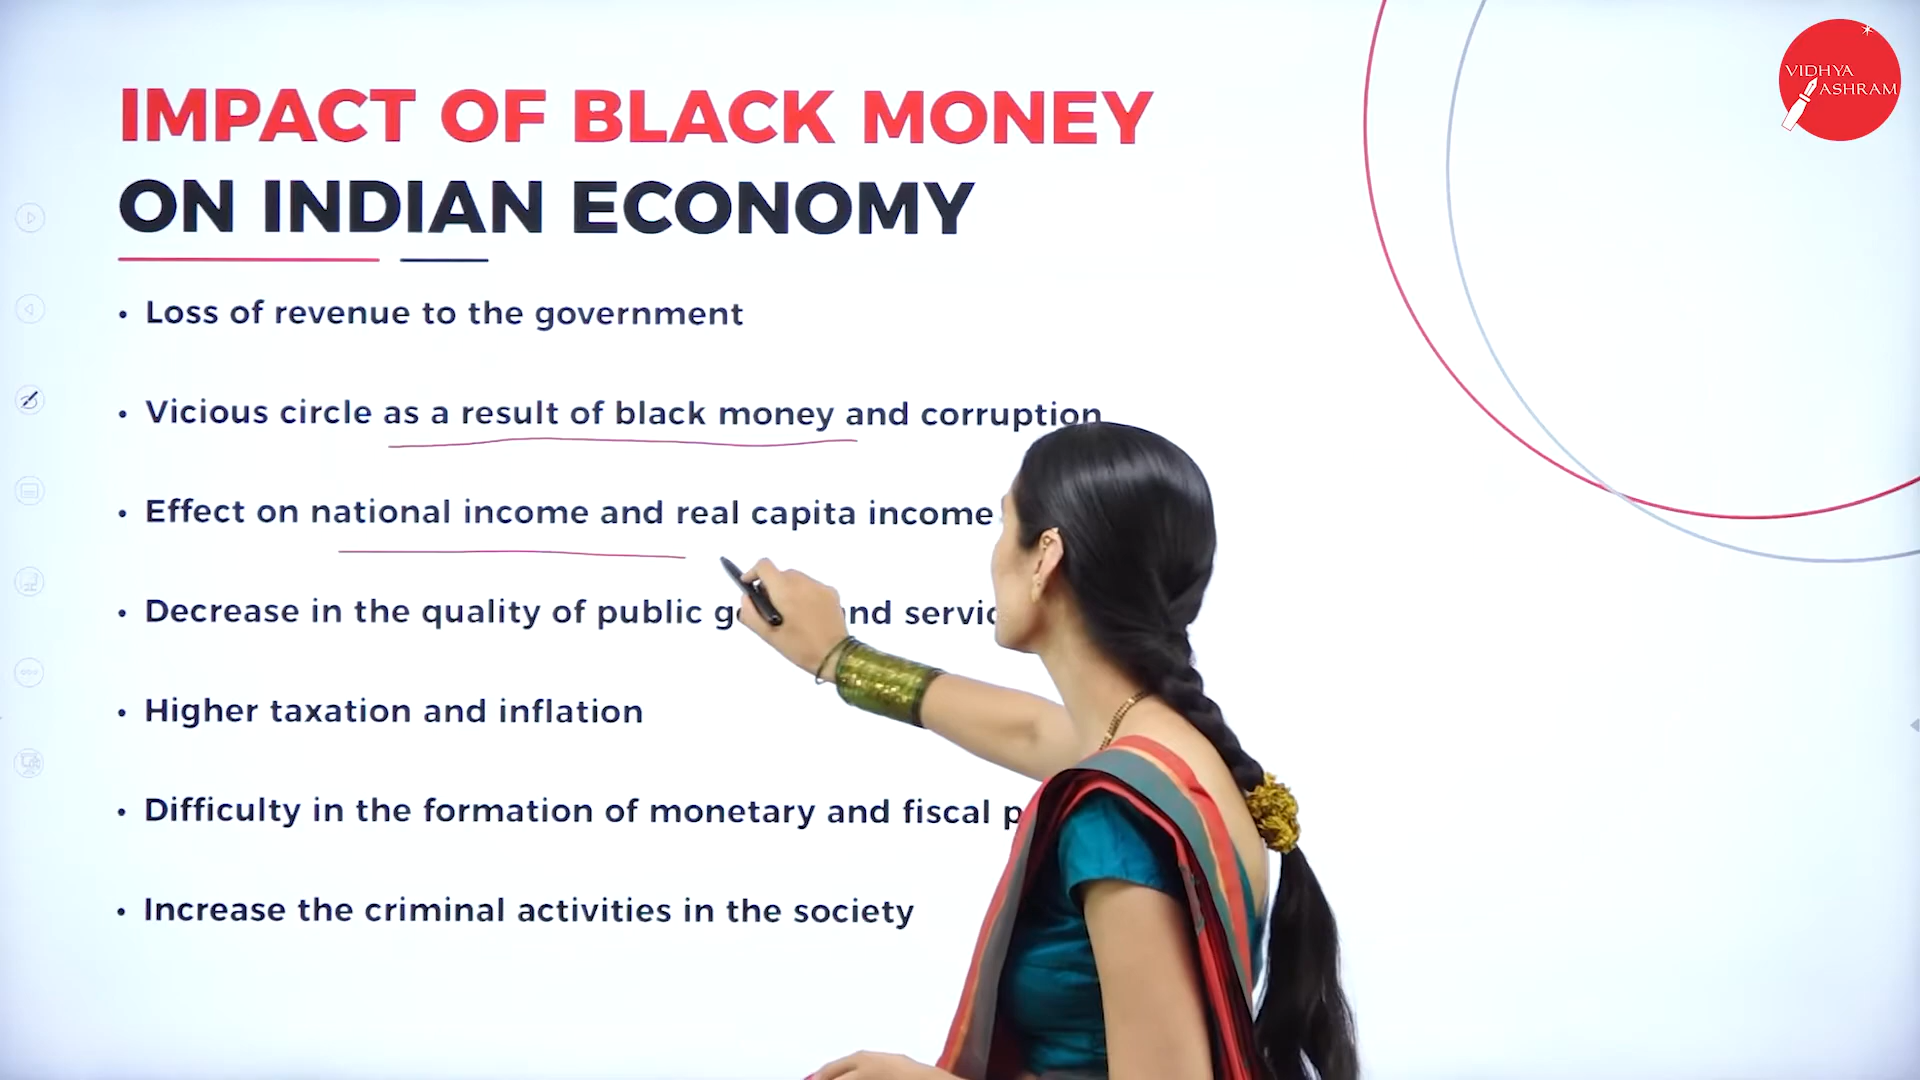 IMPACT OF BLACK MONEY
ON INDIAN ECONOMY
• Loss of revenue to the government
• Vicious circle as a result of black money and corruption
• Effect on national income and real capita income
• Decrease in the quality of public and
• Higher taxation and inflation
• Difficulty in the formation of monetary and fiscal
• Increase the criminal activities in the society
VIDHYA
ASHRAM